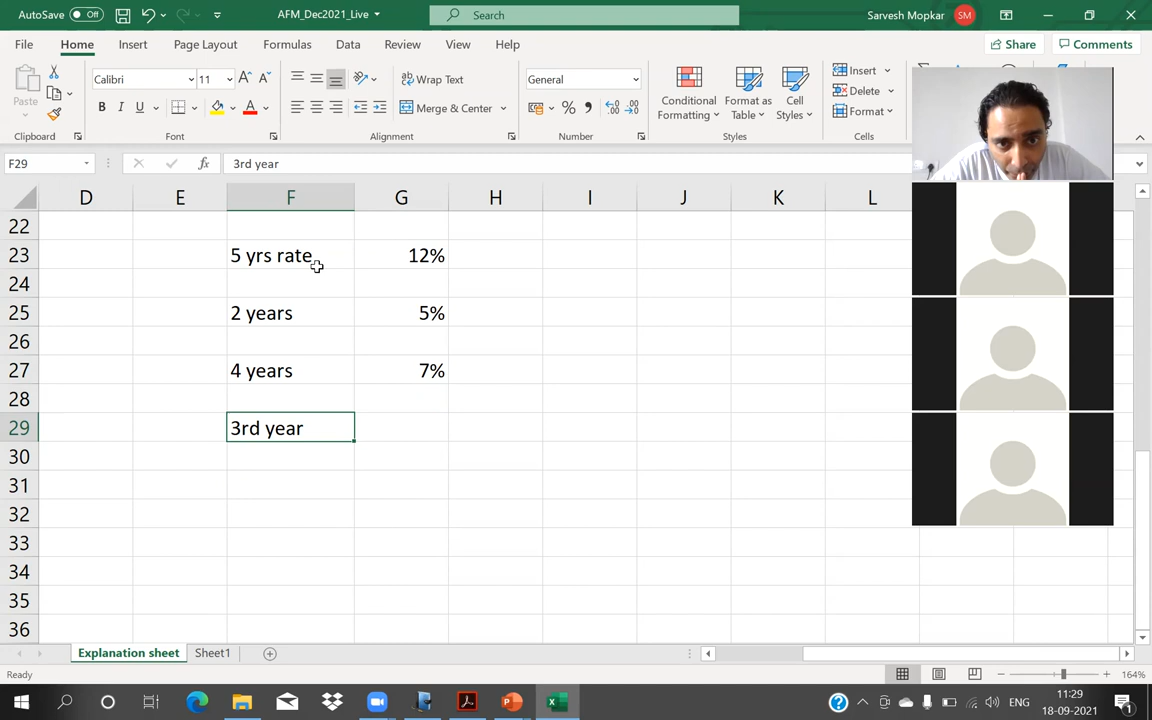 AutoSave Off AFM_Dec2021_Live Search Sarvesh Mopkar SM
File Home Insert Page Layout Formulas Data Review View Help Share Comments
Paste Calibri 11 Wrap Text General Conditional Formatting Format as Table Cell Styles Insert
B I U Merge & Center Delete
Format
Clipboard Font Alignment Number Styles Cells
F29 fx 3rd year
D E F G H I J K L
22
23 5 yrs rate 12%
24
25 2 years 5%
26
27 4 years 7%
28
29 3rd year
30
31
32
33
34
35
36
Explanation sheet Sheet1
Ready 164%
ENG 11:29
18-09-2021 1